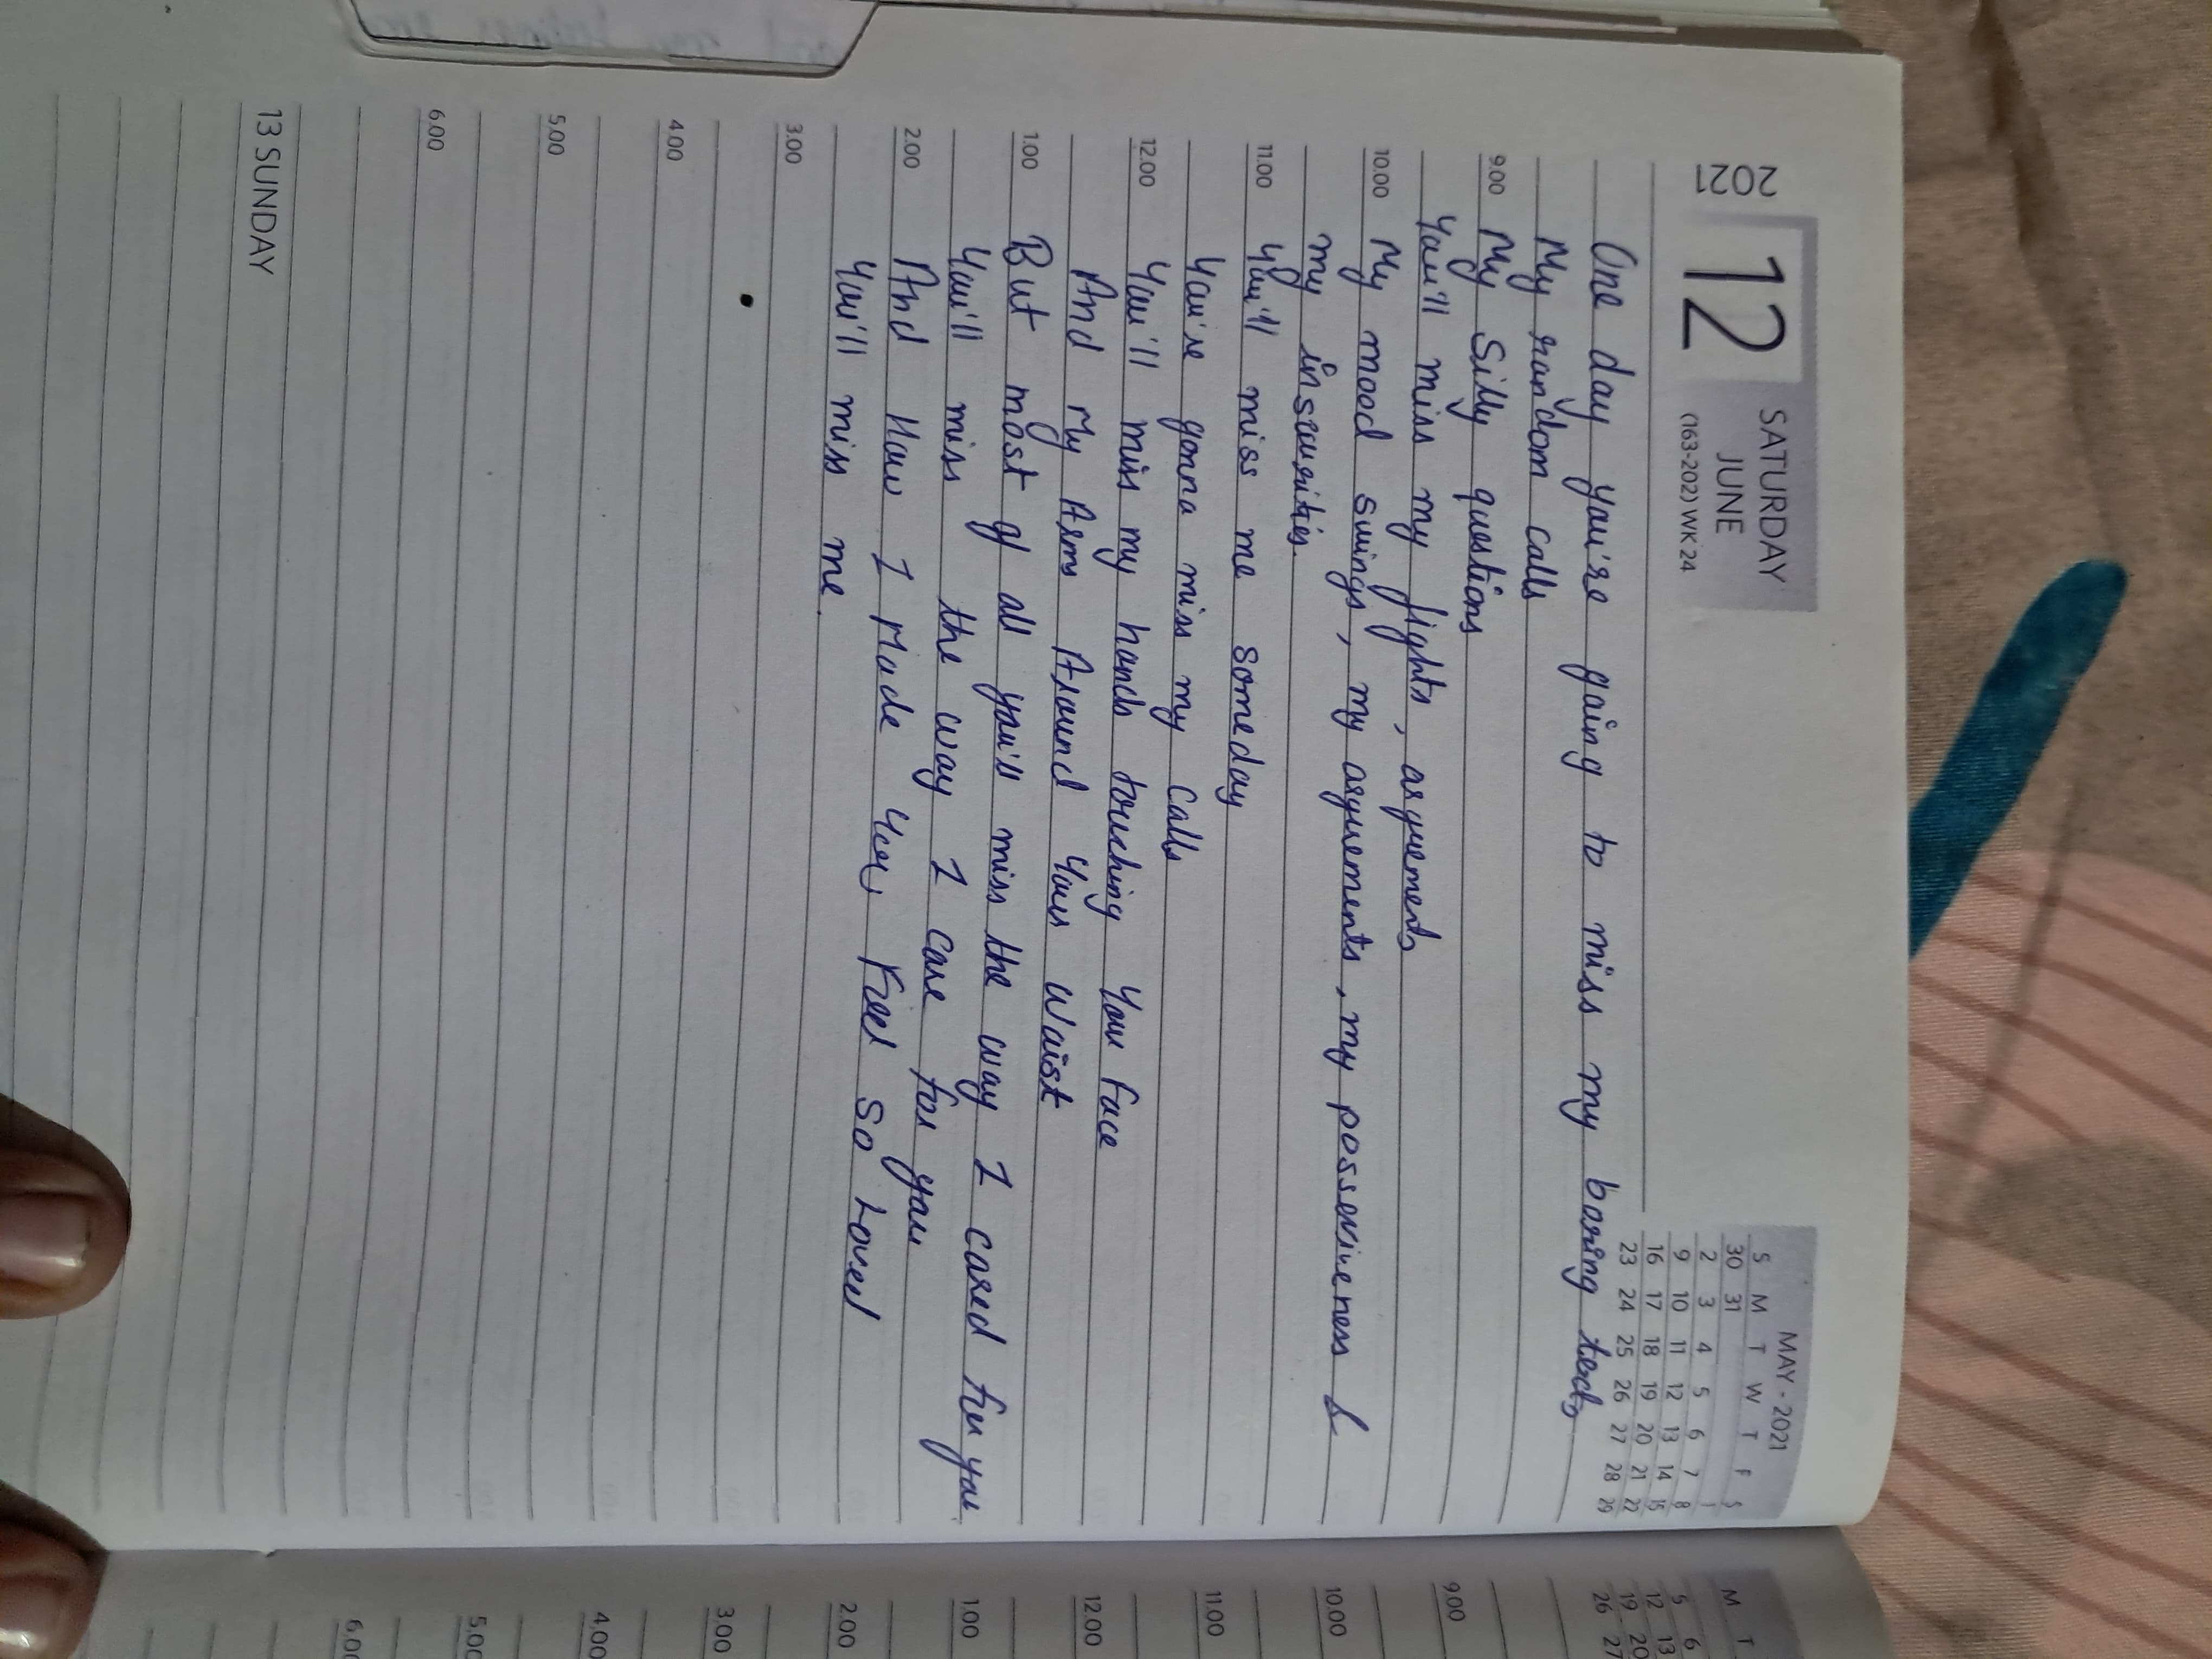 2021
12
SATURDAY
JUNE
(163-202) WK 24
MAY - 2021
S M T W T F S
30 31 1
2 3 4 5 6 7 8
9 10 11 12 13 14 15
16 17 18 19 20 21 22
23 24 25 26 27 28 29
One day you're going to miss my boring texts
My random calls
9.00 My Silly questions
You'll miss my fights, arguements
10.00 My mood swings, my arguements, my possessiveness &
my insecurities.
11.00 You'll miss me someday
You're gonna miss my calls
12.00 You'll miss my hands touching your Face
And My Arms Around Your Waist
1.00 But most of all you'll miss the way I cared for you.
You'll miss the way I care for you
2.00 And How I Made You Feel So Loved
You'll miss me.
3.00
4.00
5.00
6.00
13 SUNDAY
M T
5 6
12 13
19 20
26 27
9.00
10.00
11.00
12.00
1.00
2.00
3.00
4.00
5.00
6.00